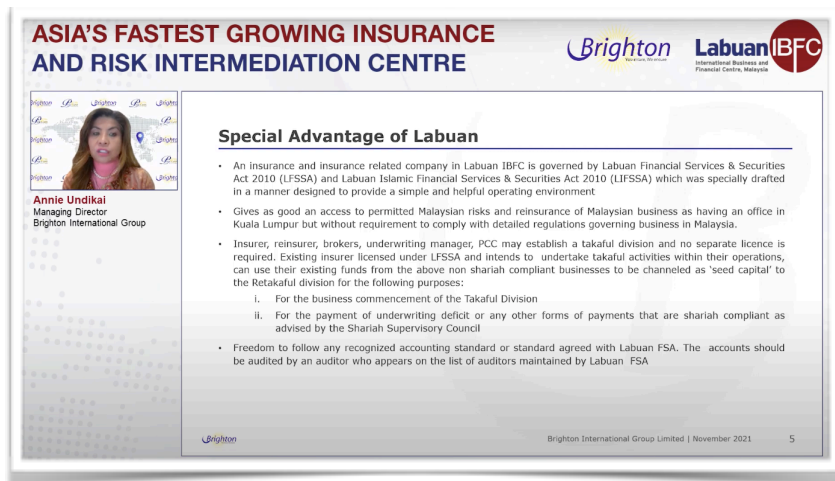 ASIA'S FASTEST GROWING INSURANCE
AND RISK INTERMEDIATION CENTRE
Brighton
Labuan IBFC
International Business and
Financial Centre, Malaysia
Brighton
Brighton
Brighton
Brighton
Brighton
Brighton
Annie Undikai
Managing Director
Brighton International Group
Special Advantage of Labuan
• An insurance and insurance related company in Labuan IBFC is governed by Labuan Financial Services & Securities
Act 2010 (LFSSA) and Labuan Islamic Financial Services & Securities Act 2010 (LIFSSA) which was specially drafted
in a manner designed to provide a simple and helpful operating environment
• Gives as good an access to permitted Malaysian risks and reinsurance of Malaysian business as having an office in
Kuala Lumpur but without requirement to comply with detailed regulations governing business in Malaysia.
• Insurer, reinsurer, brokers, underwriting manager, PCC may establish a takaful division and no separate licence is
required. Existing insurer licensed under LFSSA and intends to undertake takaful activities within their operations,
can use their existing funds from the above non shariah compliant businesses to be channeled as 'seed capital' to
the Retakaful division for the following purposes:
i. For the business commencement of the Takaful Division
ii. For the payment of underwriting deficit or any other forms of payments that are shariah compliant as
advised by the Shariah Supervisory Council
• Freedom to follow any recognized accounting standard or standard agreed with Labuan FSA. The accounts should
be audited by an auditor who appears on the list of auditors maintained by Labuan FSA
Brighton
Brighton International Group Limited | November 2021
5